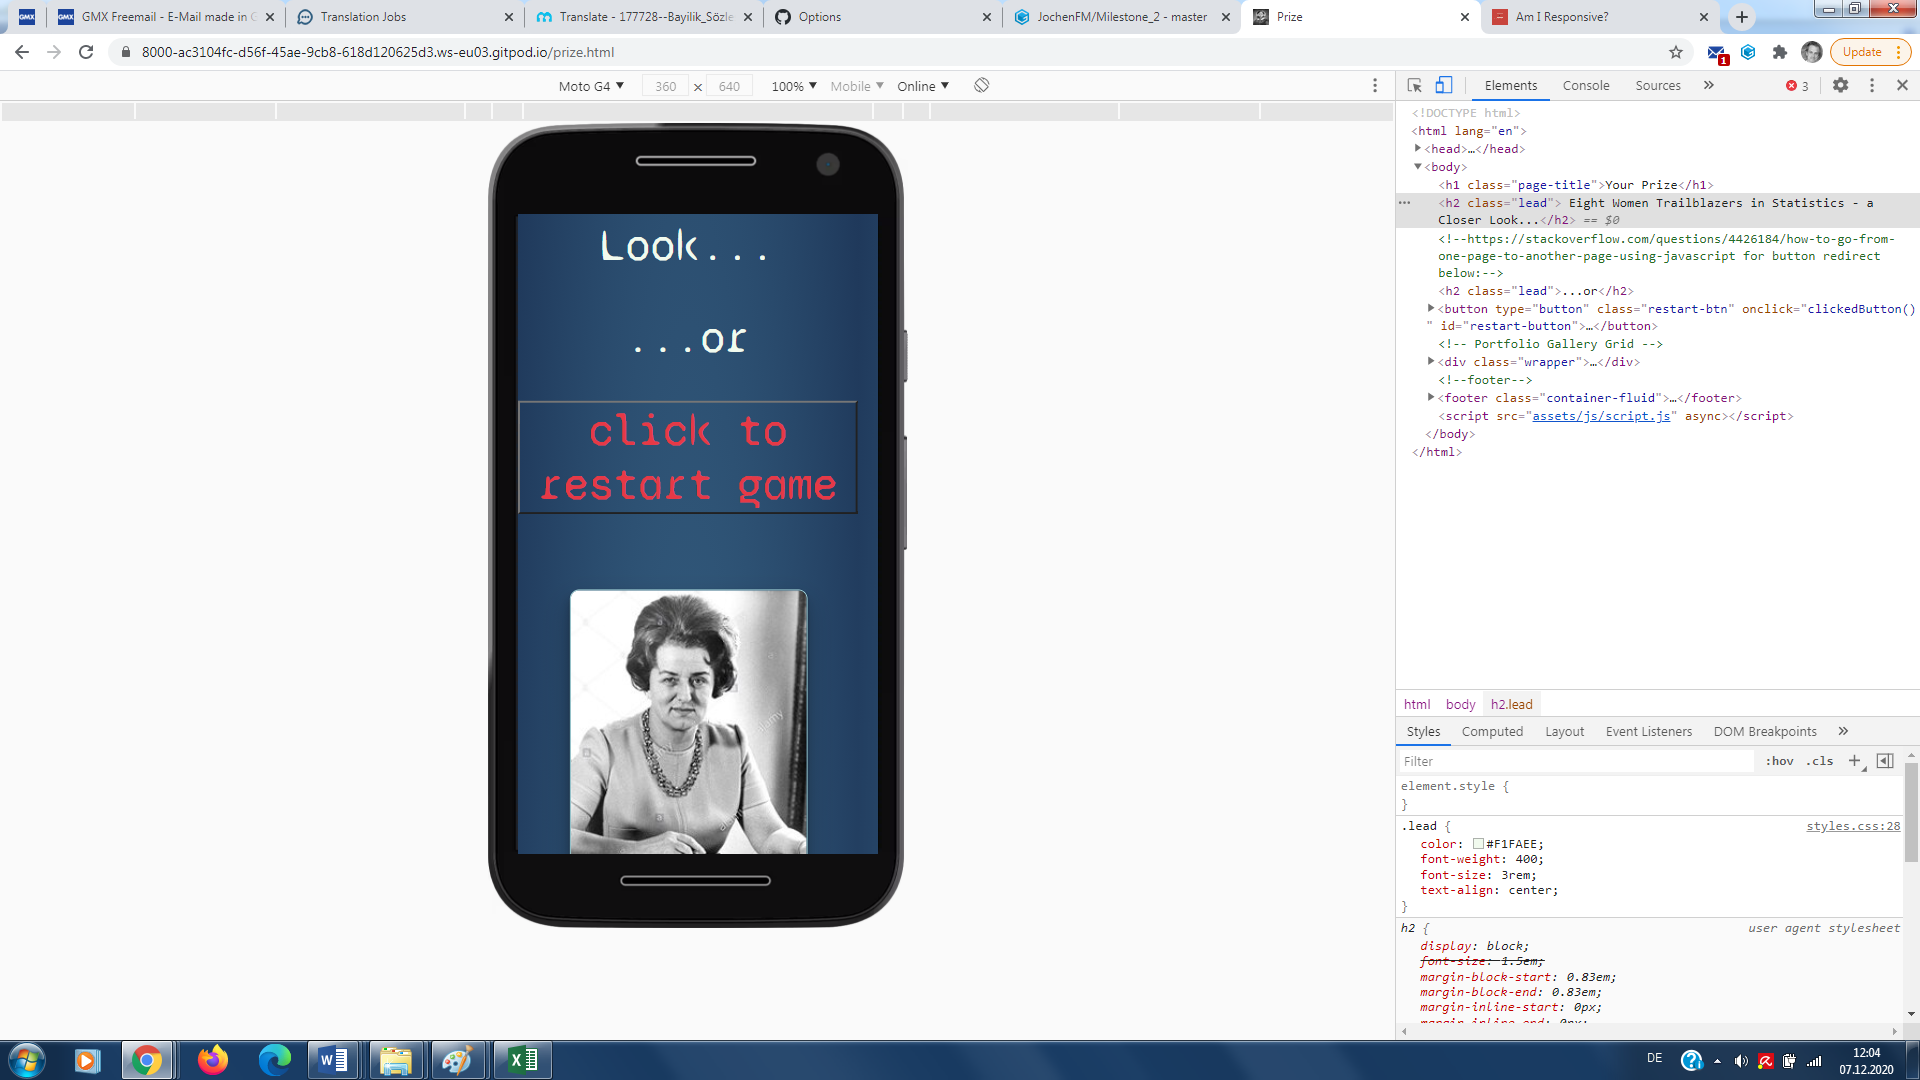 GMX Freemail - E-Mail made in G
Translation Jobs
Translate - 177728--Bayilik_Sözle
Options
JochenFM/Milestone_2 - master
Prize
Am I Responsive?
8000-ac3104fc-d56f-45ae-9cb8-618d120625d3.ws-eu03.gitpod.io/prize.html
1
Update
Moto G4 ▼ 360 × 640 100% ▼ Mobile ▼ Online ▼
Elements Console Sources » 3
Look...
...or
click to
restart game
alamy
<!DOCTYPE html>
<html lang="en">
<head>…</head>
<body>
<h1 class="page-title">Your Prize</h1>
<h2 class="lead"> Eight Women Trailblazers in Statistics - a
Closer Look...</h2> == $0
<!--https://stackoverflow.com/questions/4426184/how-to-go-from-
one-page-to-another-page-using-javascript for button redirect
below:-->
<h2 class="lead">...or</h2>
<button type="button" class="restart-btn" onclick="clickedButton()
" id="restart-button">…</button>
<!-- Portfolio Gallery Grid -->
<div class="wrapper">…</div>
<!--footer-->
<footer class="container-fluid">…</footer>
<script src="assets/js/script.js" async></script>
</body>
</html>
html body h2.lead
Styles Computed Layout Event Listeners DOM Breakpoints »
Filter :hov .cls +
element.style {
}
.lead { styles.css:28
color: #F1FAEE;
font-weight: 400;
font-size: 3rem;
text-align: center;
}
h2 { user agent stylesheet
display: block;
font-size: 1.5em;
margin-block-start: 0.83em;
margin-block-end: 0.83em;
margin-inline-start: 0px;
margin-inline-end: 0px;
DE
12:04
07.12.2020